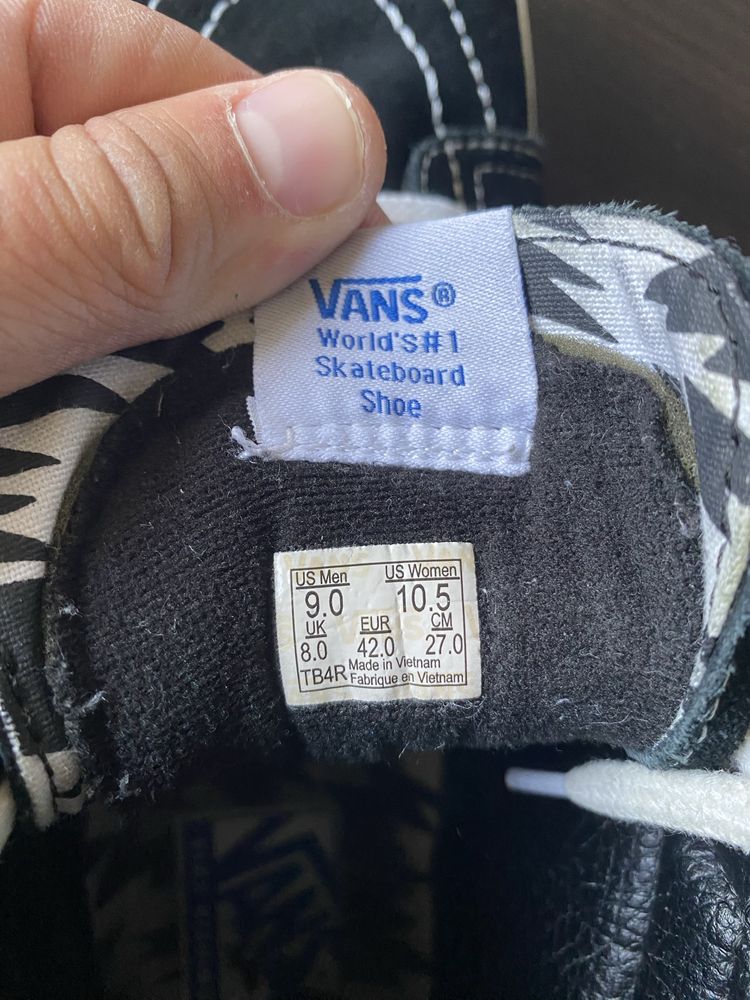 VANS®
World's#1
Skateboard
Shoe
US Men US Women
9.0 10.5
UK EUR CM
8.0 42.0 27.0
TB4R Made in Vietnam
Fabrique en Vietnam
VANS